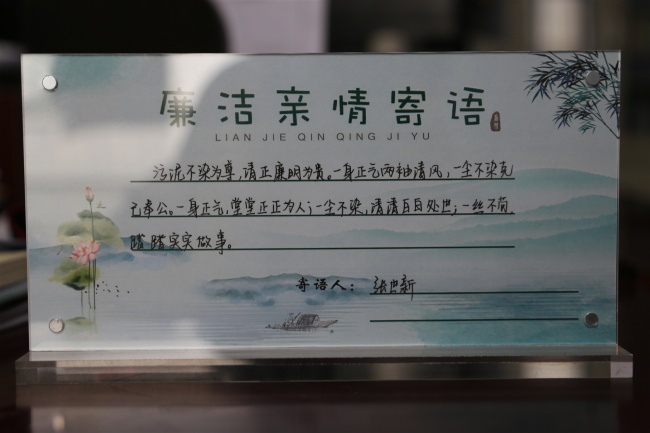 廉洁亲情寄语
LIAN JIE QIN QING JI YU
污泥不染为尊，清正廉明为贵。一身正气两袖清风，一尘不染克
己奉公。一身正气，堂堂正正为人；一尘不染，清清白白处世；一丝不苟，
踏踏实实做事。
寄语人：张世新